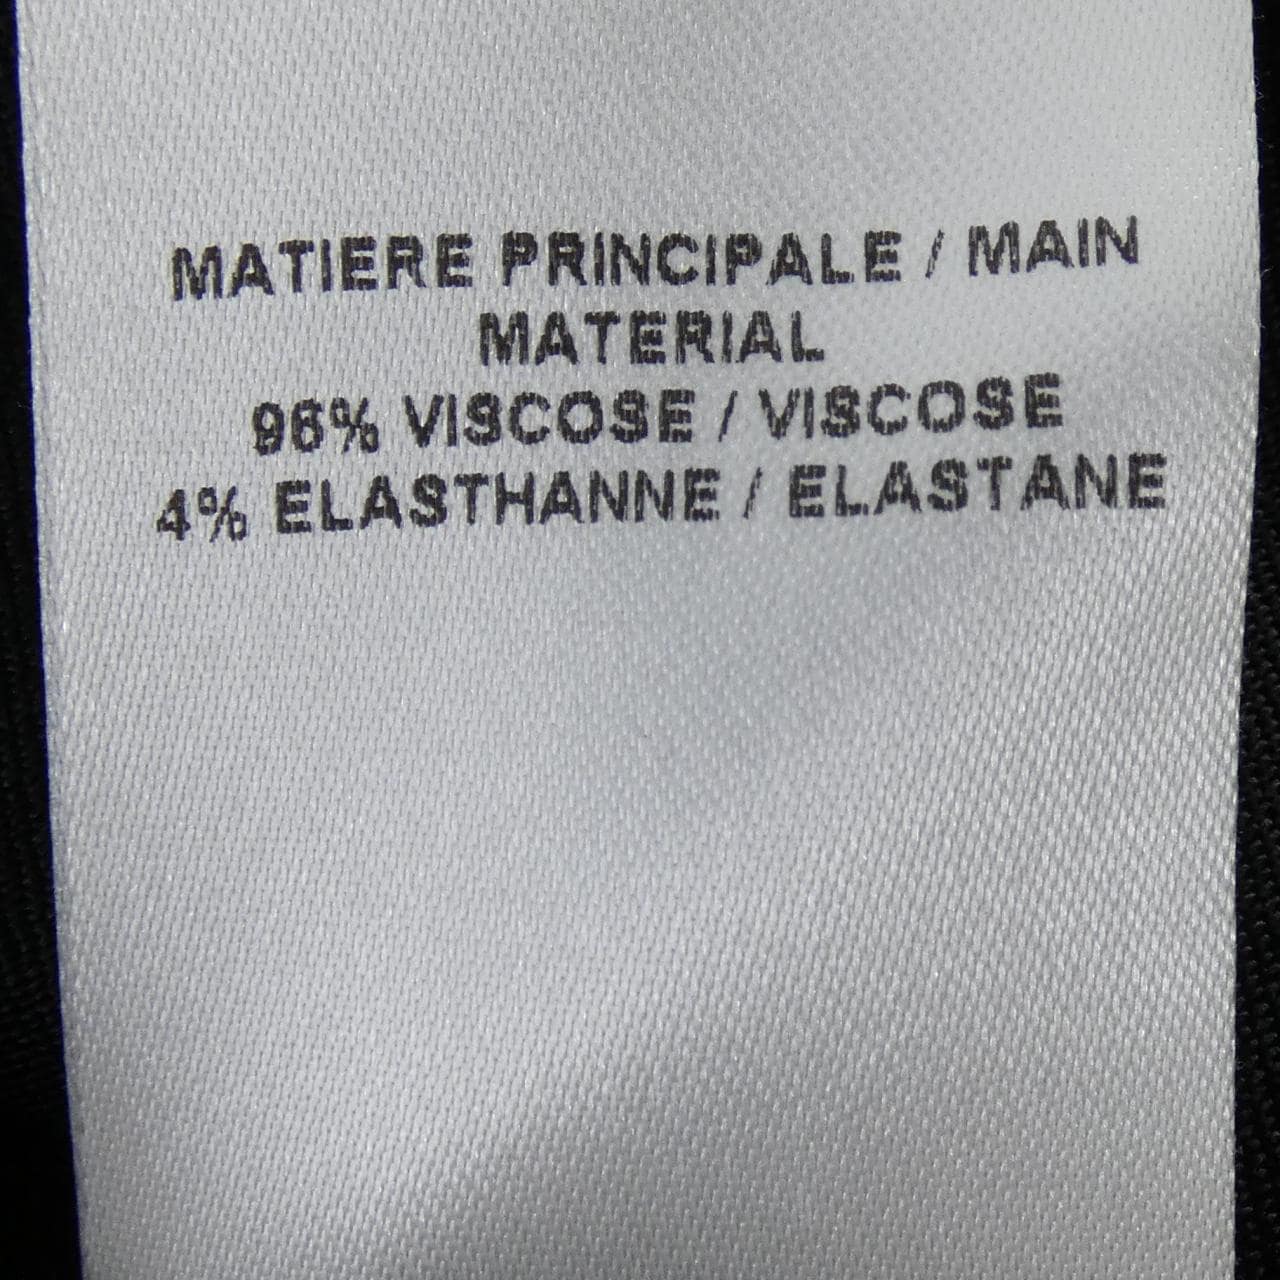 MATIERE PRINCIPALE / MAIN
MATERIAL
96% VISCOSE / VISCOSE
4% ELASTHANNE / ELASTANE